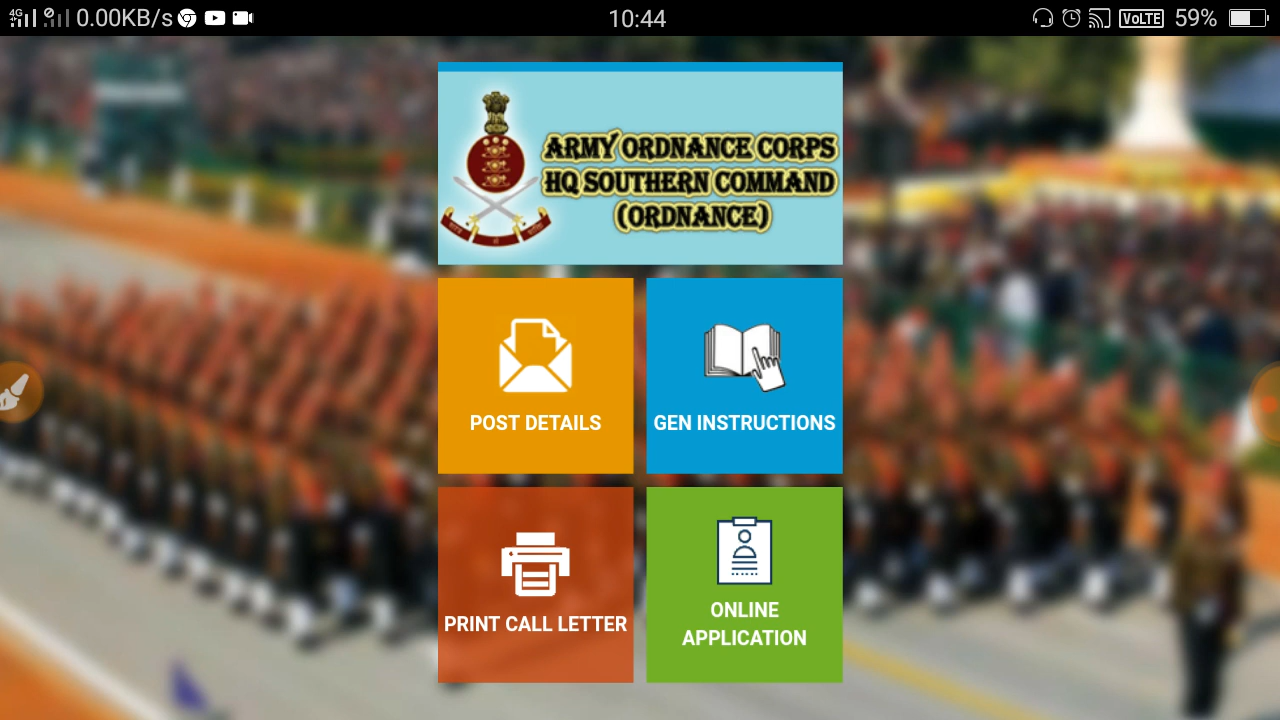 4G 0.00KB/s 10:44 VoLTE 59%
ARMY ORDNANCE CORPS
HQ SOUTHERN COMMAND
(ORDNANCE)
POST DETAILS
GEN INSTRUCTIONS
PRINT CALL LETTER
ONLINE
APPLICATION